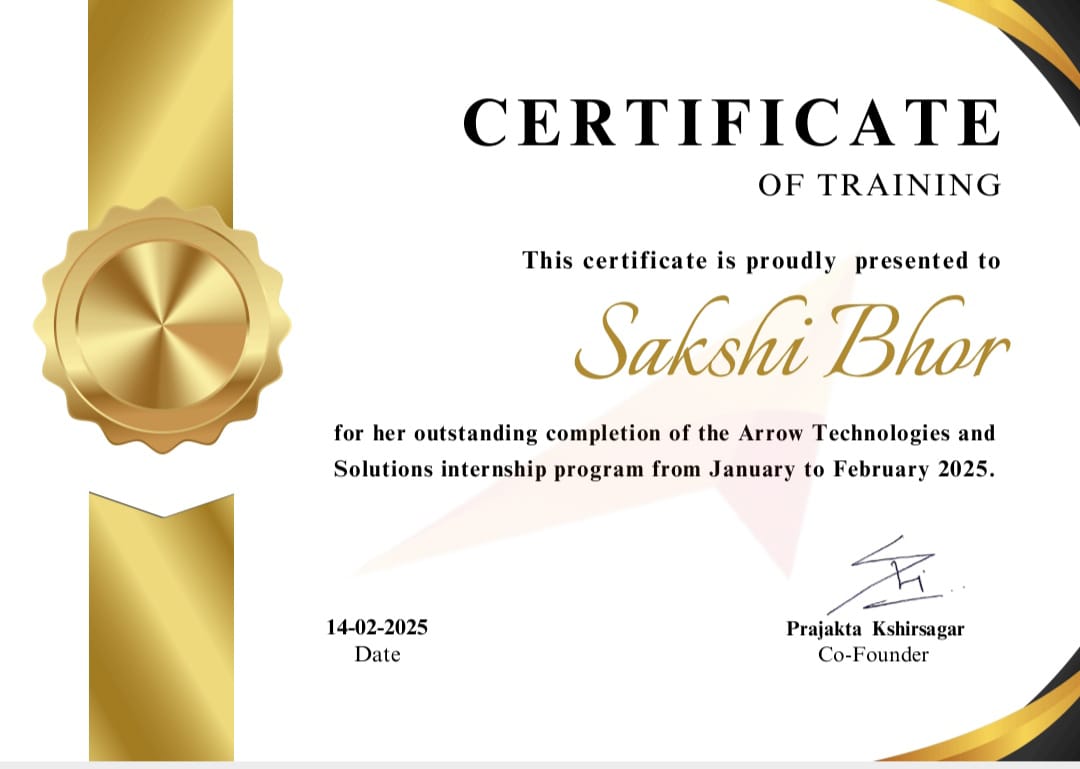 CERTIFICATE
OF TRAINING
This certificate is proudly presented to
Sakshi Bhor
for her outstanding completion of the Arrow Technologies and
Solutions internship program from January to February 2025.
14-02-2025
Date
Prajakta Kshirsagar
Co-Founder